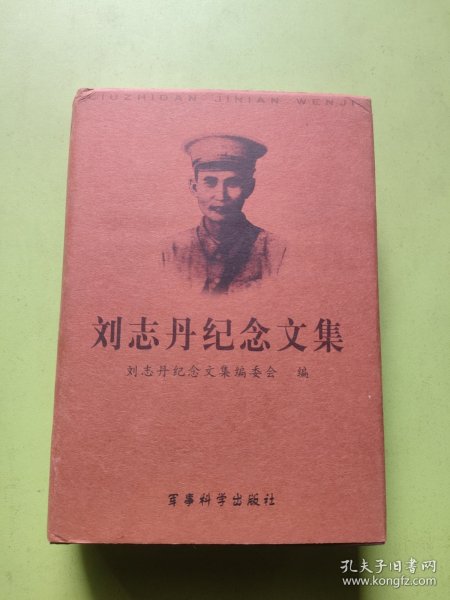 LIUZHIDAN JINIAN WENJI
刘志丹纪念文集
刘志丹纪念文集编委会 编
军事科学出版社
孔夫子旧书网
www.kongfz.com